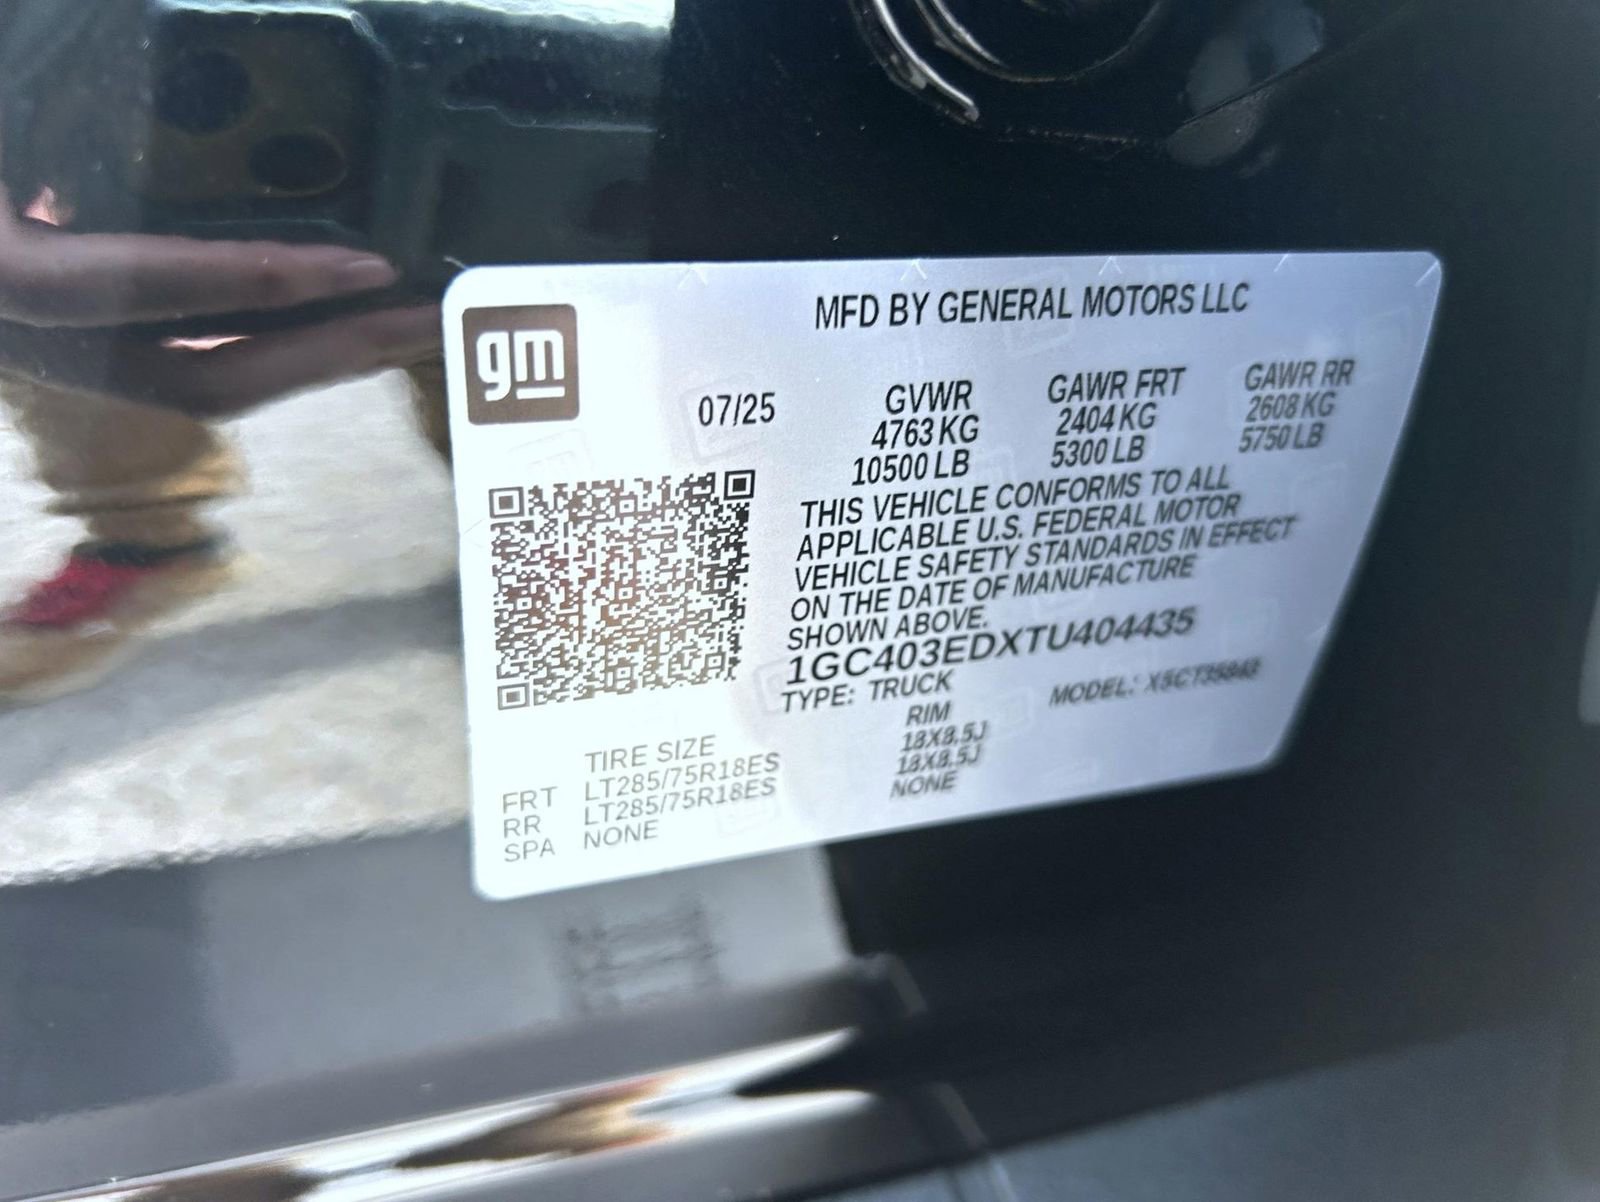 gm
MFD BY GENERAL MOTORS LLC
07/25 GVWR GAWR FRT GAWR RR
4763 KG 2404 KG 2608 KG
10500 LB 5300 LB 5750 LB
THIS VEHICLE CONFORMS TO ALL
APPLICABLE U.S. FEDERAL MOTOR
VEHICLE SAFETY STANDARDS IN EFFECT
ON THE DATE OF MANUFACTURE
SHOWN ABOVE.
1GC403EDXTU404435
TYPE: TRUCK MODEL:
TIRE SIZE RIM
FRT LT285/75R18ES 18X8.5J
RR LT285/75R18ES 18X8.5J
SPA NONE NONE